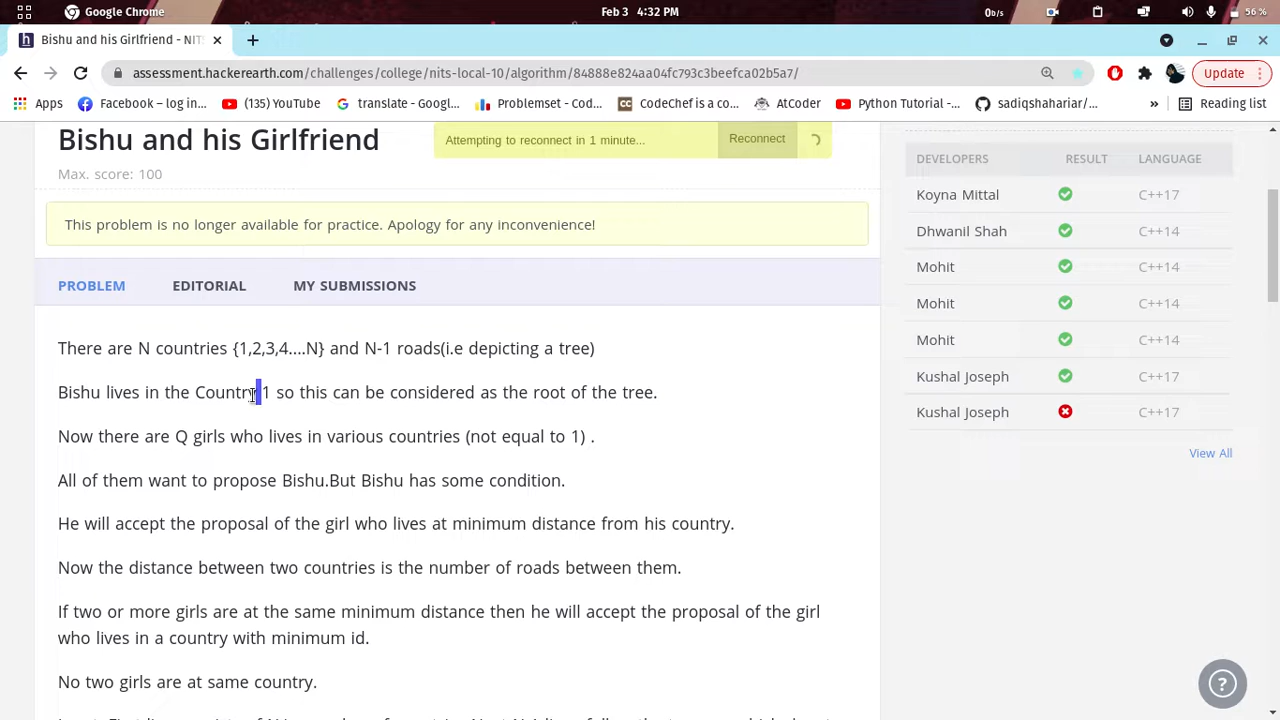 Google Chrome
Feb 3 4:32 PM
0b/s
56 %
Bishu and his Girlfriend - NIT
Update
assessment.hackerearth.com/challenges/college/nits-local-10/algorithm/84888e824aa04fc793c3beefca02b5a7/
Apps
Facebook – log in...
(135) YouTube
translate - Googl...
Problemset - Cod...
CodeChef is a co...
AtCoder
Python Tutorial -...
sadiqshahariar/...
»
Reading list
Bishu and his Girlfriend
Attempting to reconnect in 1 minute...
Reconnect
Max. score: 100
This problem is no longer available for practice. Apology for any inconvenience!
PROBLEM
EDITORIAL
MY SUBMISSIONS
There are N countries {1,2,3,4....N} and N-1 roads(i.e depicting a tree)
Bishu lives in the Country 1 so this can be considered as the root of the tree.
Now there are Q girls who lives in various countries (not equal to 1) .
All of them want to propose Bishu.But Bishu has some condition.
He will accept the proposal of the girl who lives at minimum distance from his country.
Now the distance between two countries is the number of roads between them.
If two or more girls are at the same minimum distance then he will accept the proposal of the girl
who lives in a country with minimum id.
No two girls are at same country.
DEVELOPERS RESULT LANGUAGE
Koyna Mittal C++17
Dhwanil Shah C++14
Mohit C++14
Mohit C++14
Mohit C++14
Kushal Joseph C++17
Kushal Joseph C++17
View All
?